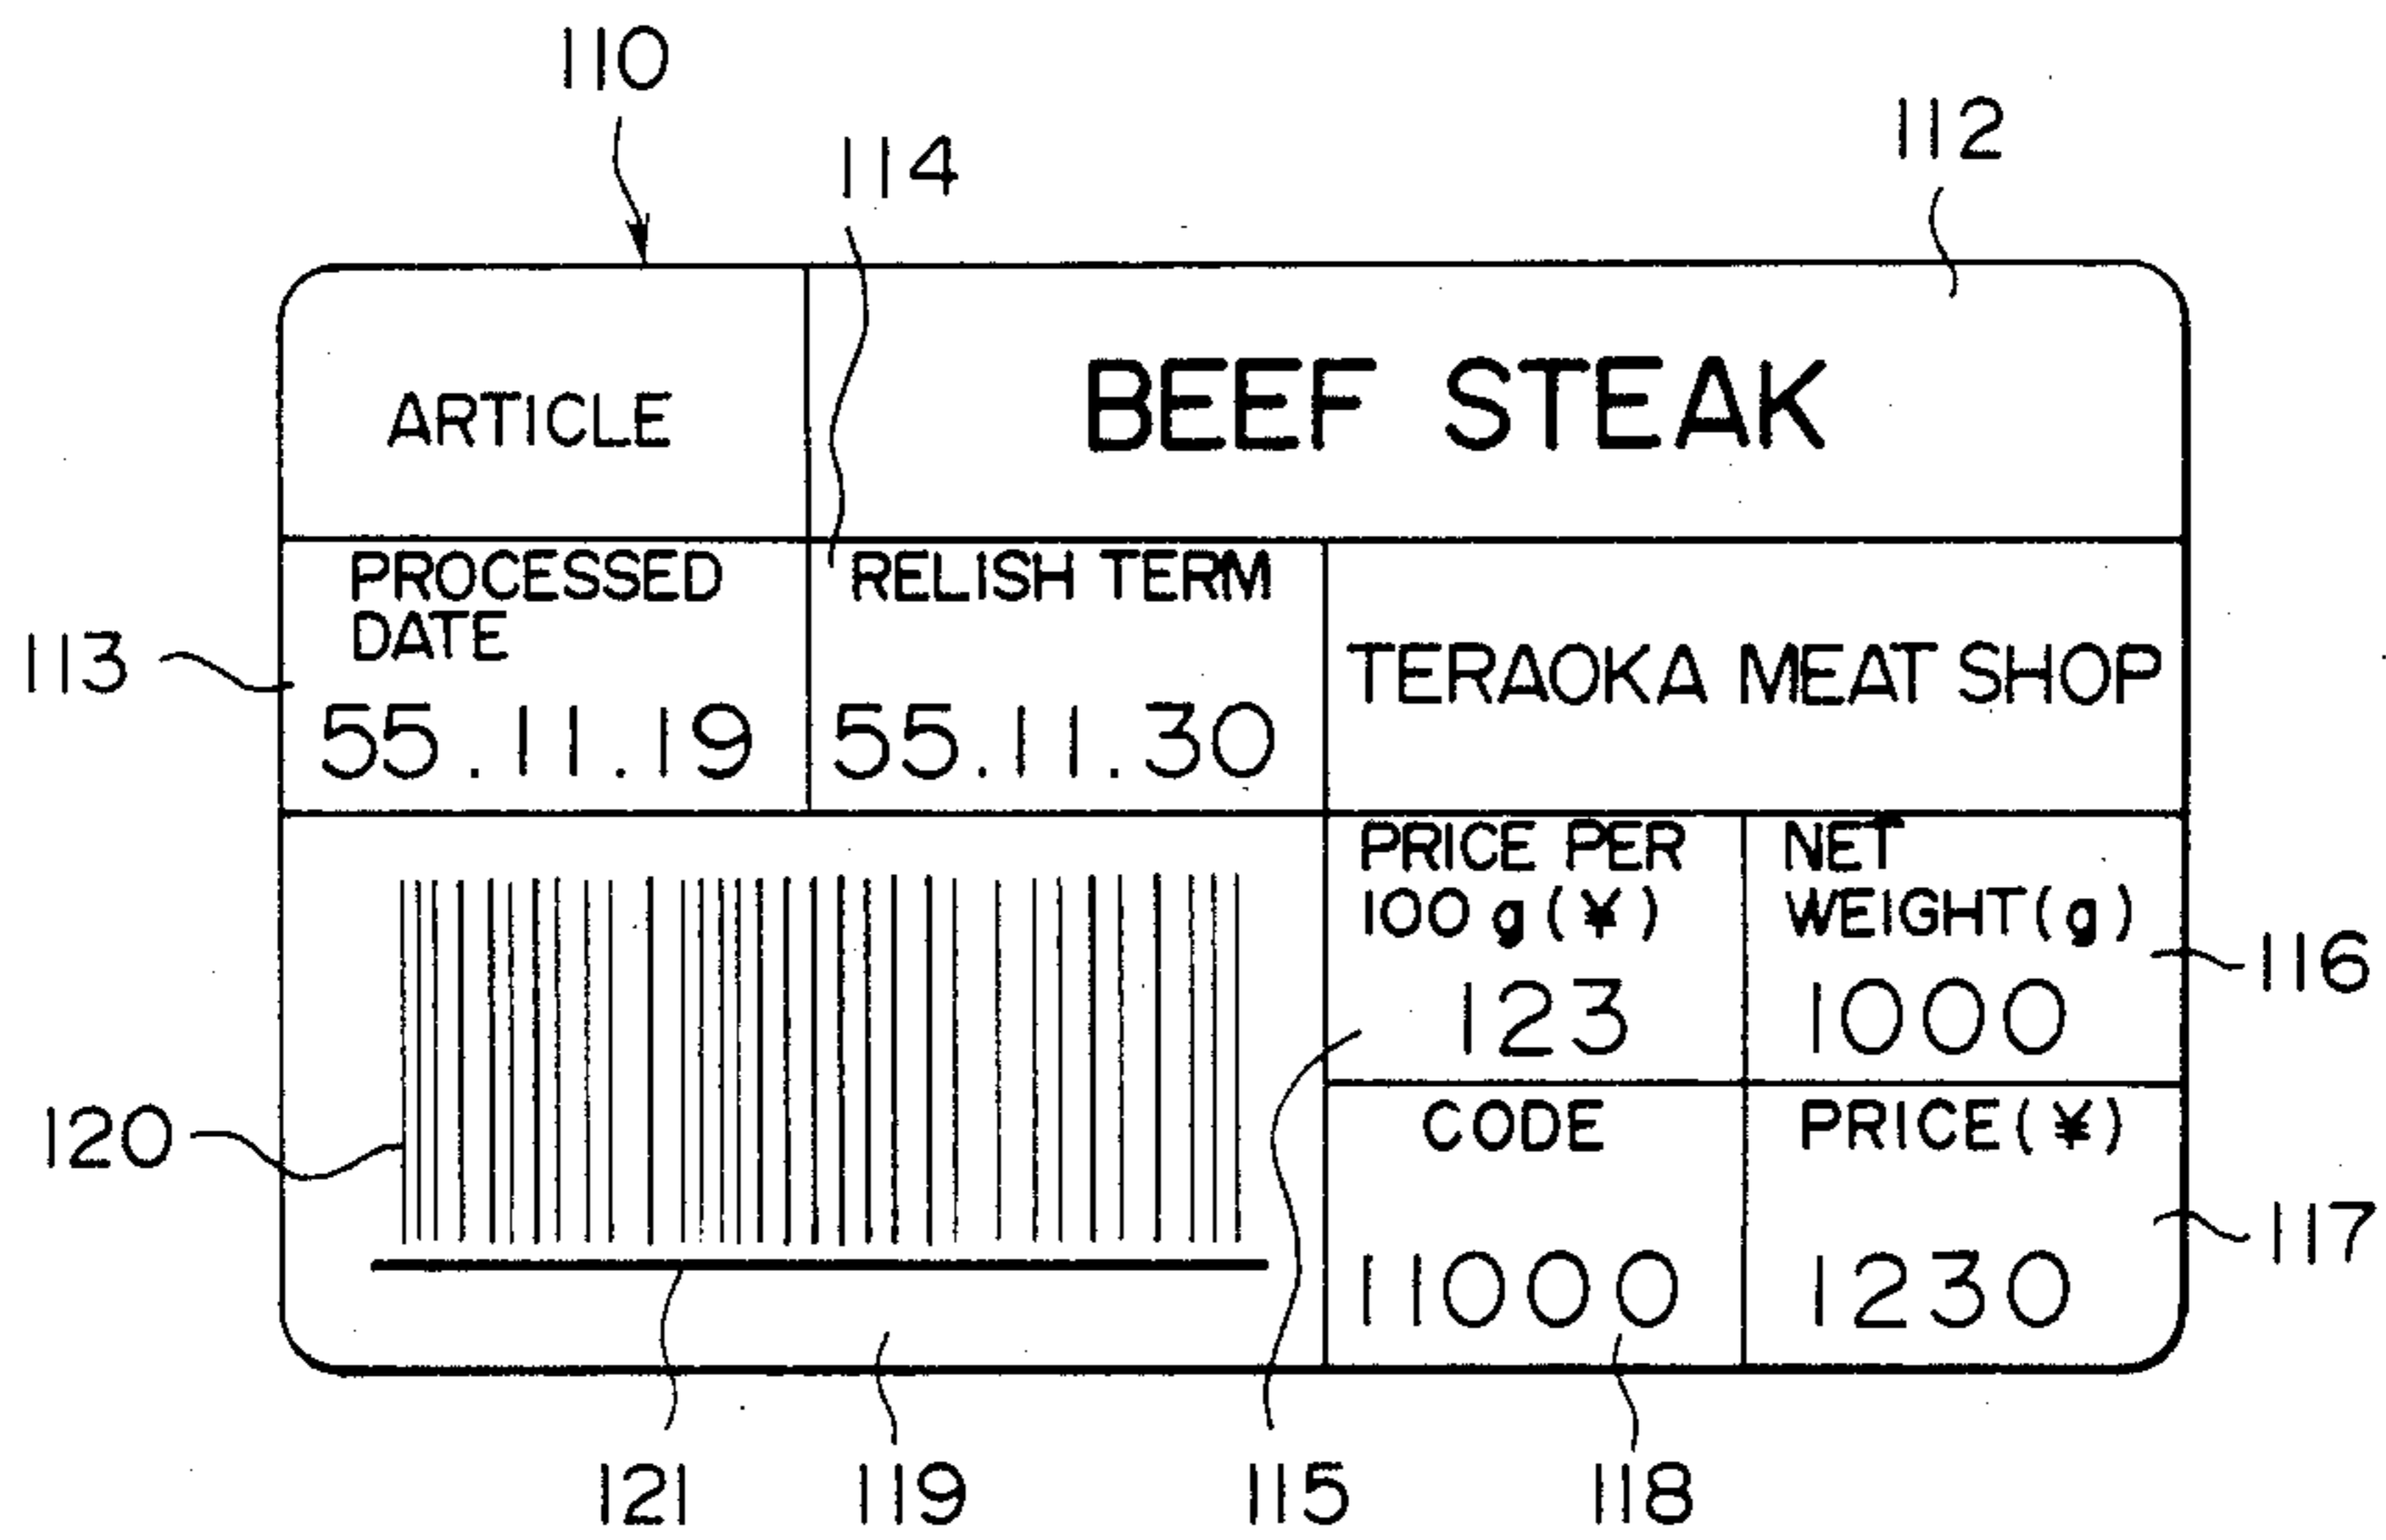 110
114
112
ARTICLE
BEEF STEAK
PROCESSED
DATE
55.11.19
RELISH TERM
55.11.30
TERAOKA MEAT SHOP
113
PRICE PER
100 g (¥)
123
NET
WEIGHT (g)
1000
116
120
CODE
11000
PRICE (¥)
1230
117
121
119
115
118